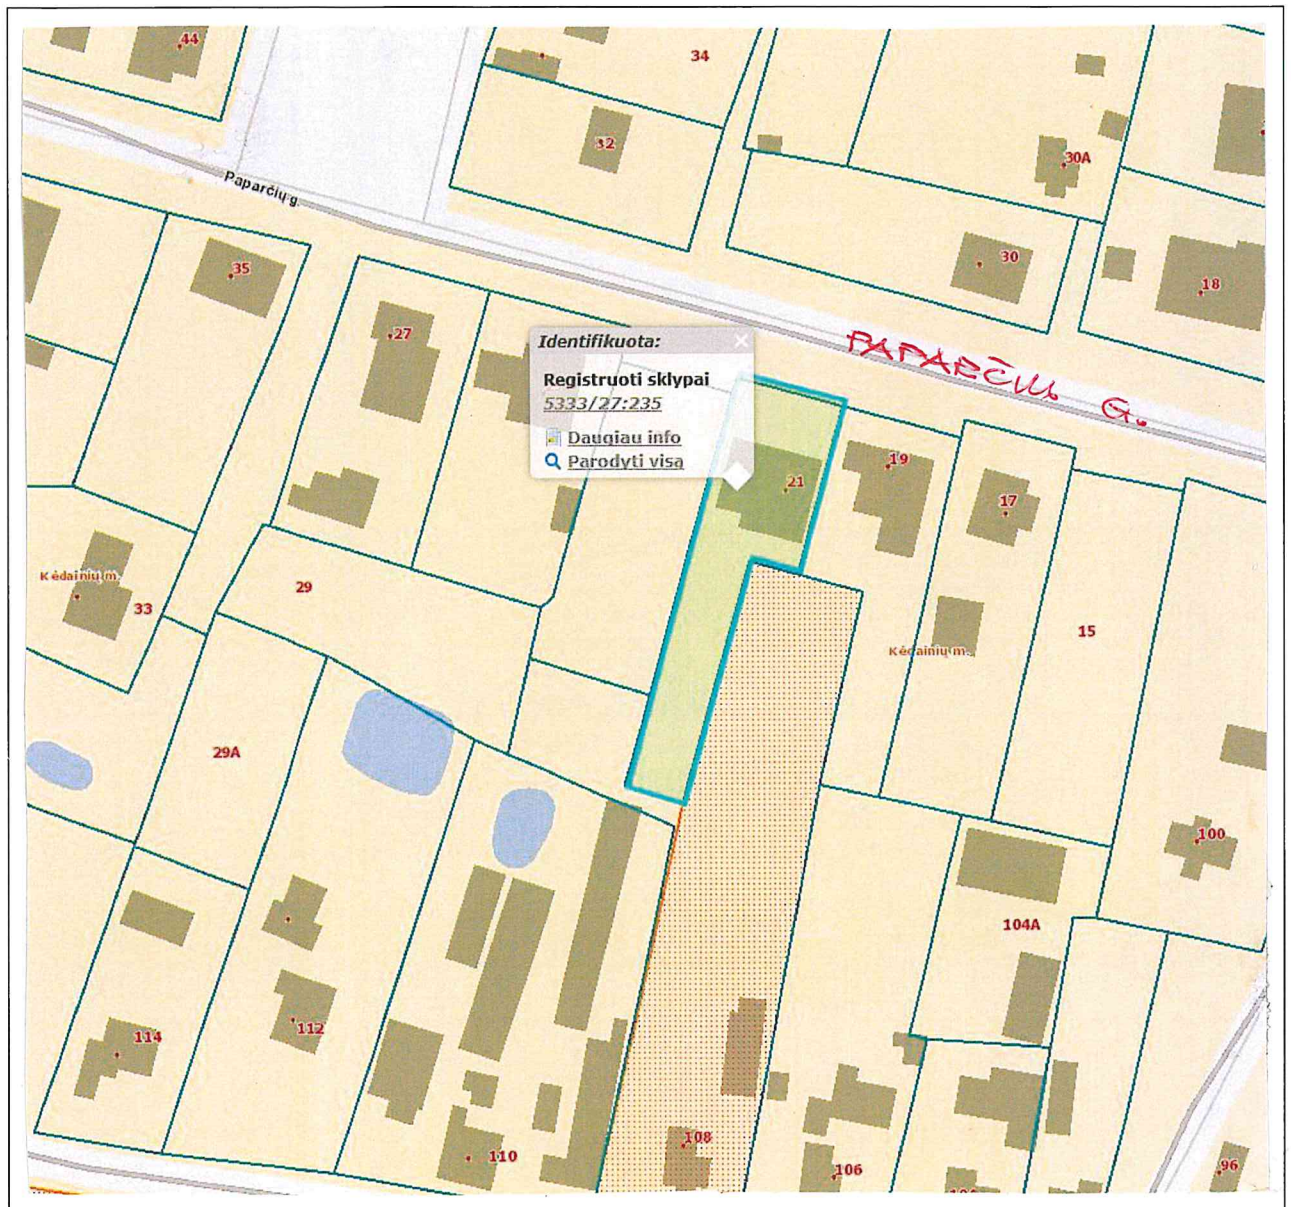 44
34
32
30A
Paparčių g.
35
30
18
27
Identifikuota:
PAPARČIŲ G.
Registruoti sklypai
5333/27:235
Daugiau info
Parodyti visą
21
19
17
Kėdainių m.
33
29
15
Kėdainių m.
29A
100
104A
114
112
110
108
106
96